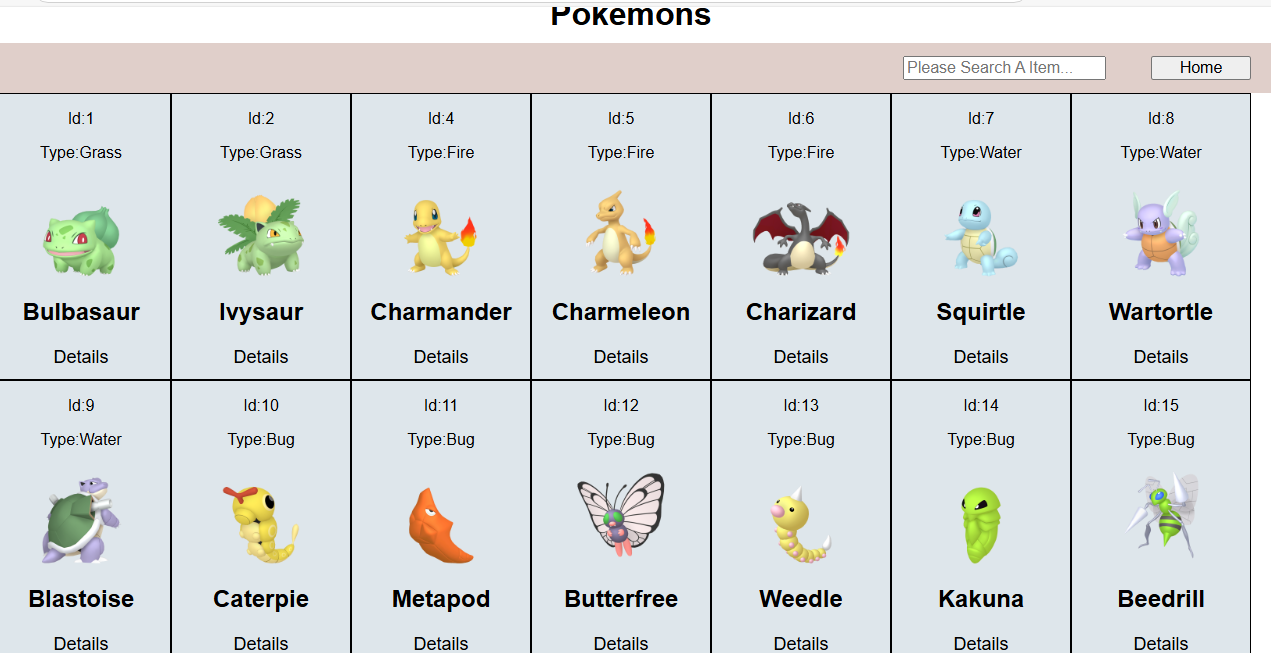 Pokemons
Please Search A Item...
Home
Id:1
Type:Grass
Bulbasaur
Details
Id:2
Type:Grass
Ivysaur
Details
Id:4
Type:Fire
Charmander
Details
Id:5
Type:Fire
Charmeleon
Details
Id:6
Type:Fire
Charizard
Details
Id:7
Type:Water
Squirtle
Details
Id:8
Type:Water
Wartortle
Details
Id:9
Type:Water
Blastoise
Details
Id:10
Type:Bug
Caterpie
Details
Id:11
Type:Bug
Metapod
Details
Id:12
Type:Bug
Butterfree
Details
Id:13
Type:Bug
Weedle
Details
Id:14
Type:Bug
Kakuna
Details
Id:15
Type:Bug
Beedrill
Details